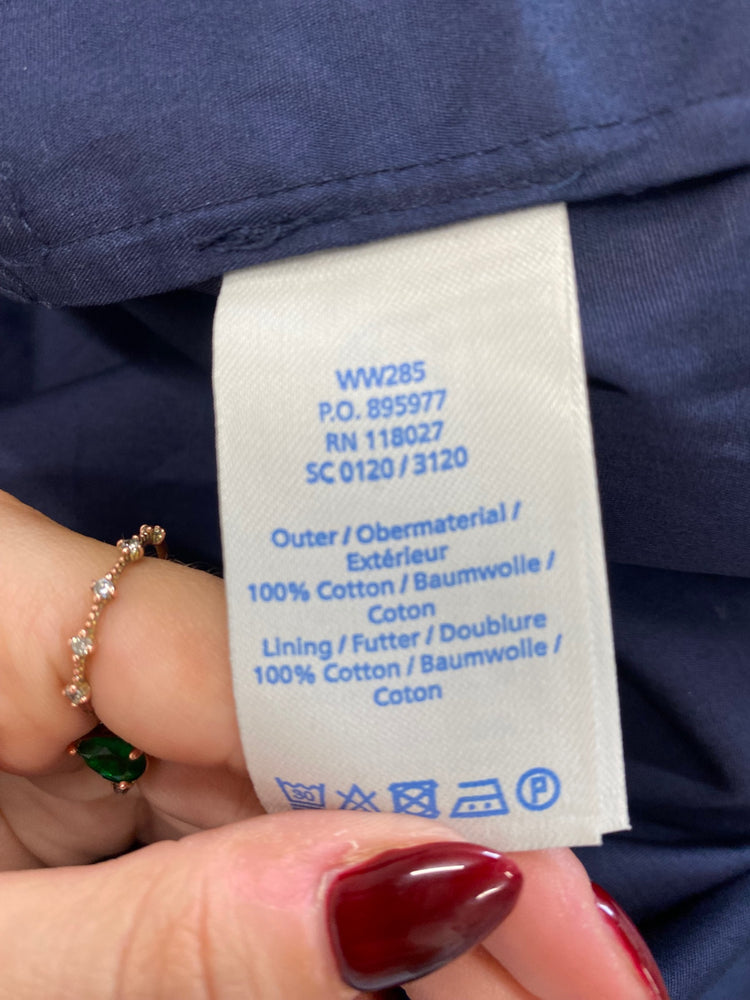 WW285
P.O. 895977
RN 118027
SC 0120 / 3120
Outer / Obermaterial /
Extérieur
100% Cotton / Baumwolle /
Coton
Lining / Futter / Doublure
100% Cotton / Baumwolle /
Coton
30 P